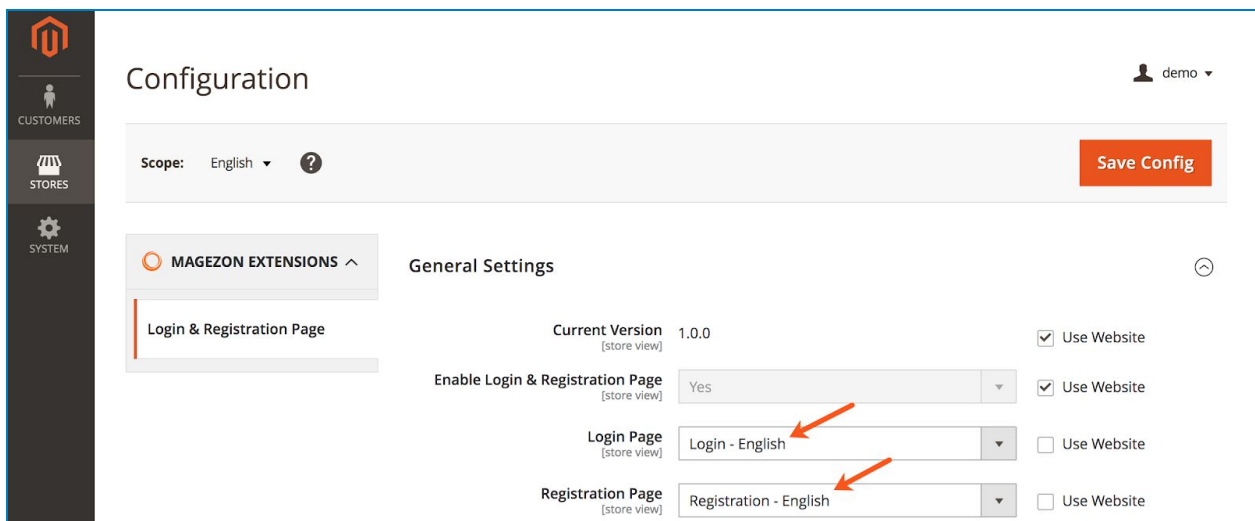 Configuration
demo
CUSTOMERS
Scope: English ?
Save Config
STORES
SYSTEM
MAGEZON EXTENSIONS
General Settings
Login & Registration Page
Current Version 1.0.0 Use Website
[store view]
Enable Login & Registration Page Yes Use Website
[store view]
Login Page Login - English Use Website
[store view]
Registration Page Registration - English Use Website
[store view]